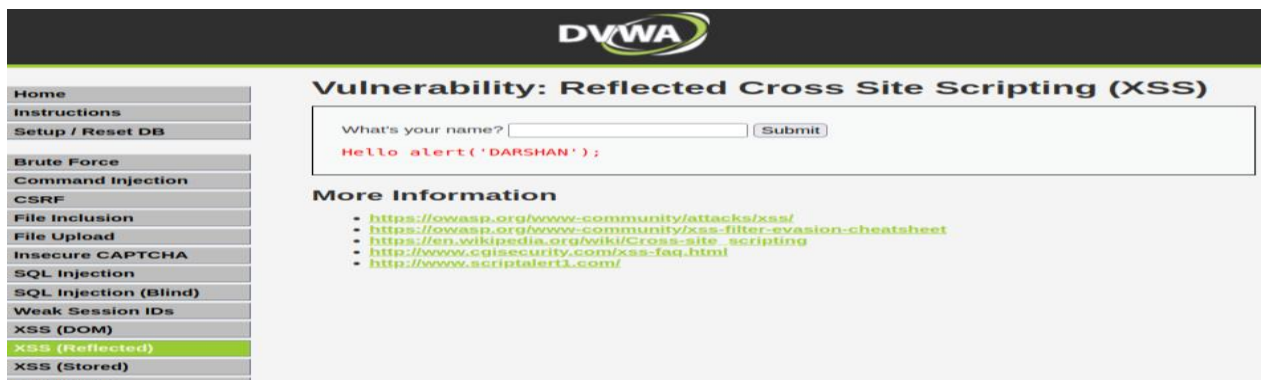 DVWA
Home
Instructions
Setup / Reset DB
Brute Force
Command Injection
CSRF
File Inclusion
File Upload
Insecure CAPTCHA
SQL Injection
SQL Injection (Blind)
Weak Session IDs
XSS (DOM)
XSS (Reflected)
XSS (Stored)
Vulnerability: Reflected Cross Site Scripting (XSS)
What's your name? Submit
Hello alert('DARSHAN');
More Information
https://owasp.org/www-community/attacks/xss/
https://owasp.org/www-community/xss-filter-evasion-cheatsheet
https://en.wikipedia.org/wiki/Cross-site_scripting
http://www.cgisecurity.com/xss-faq.html
http://www.scriptalert1.com/